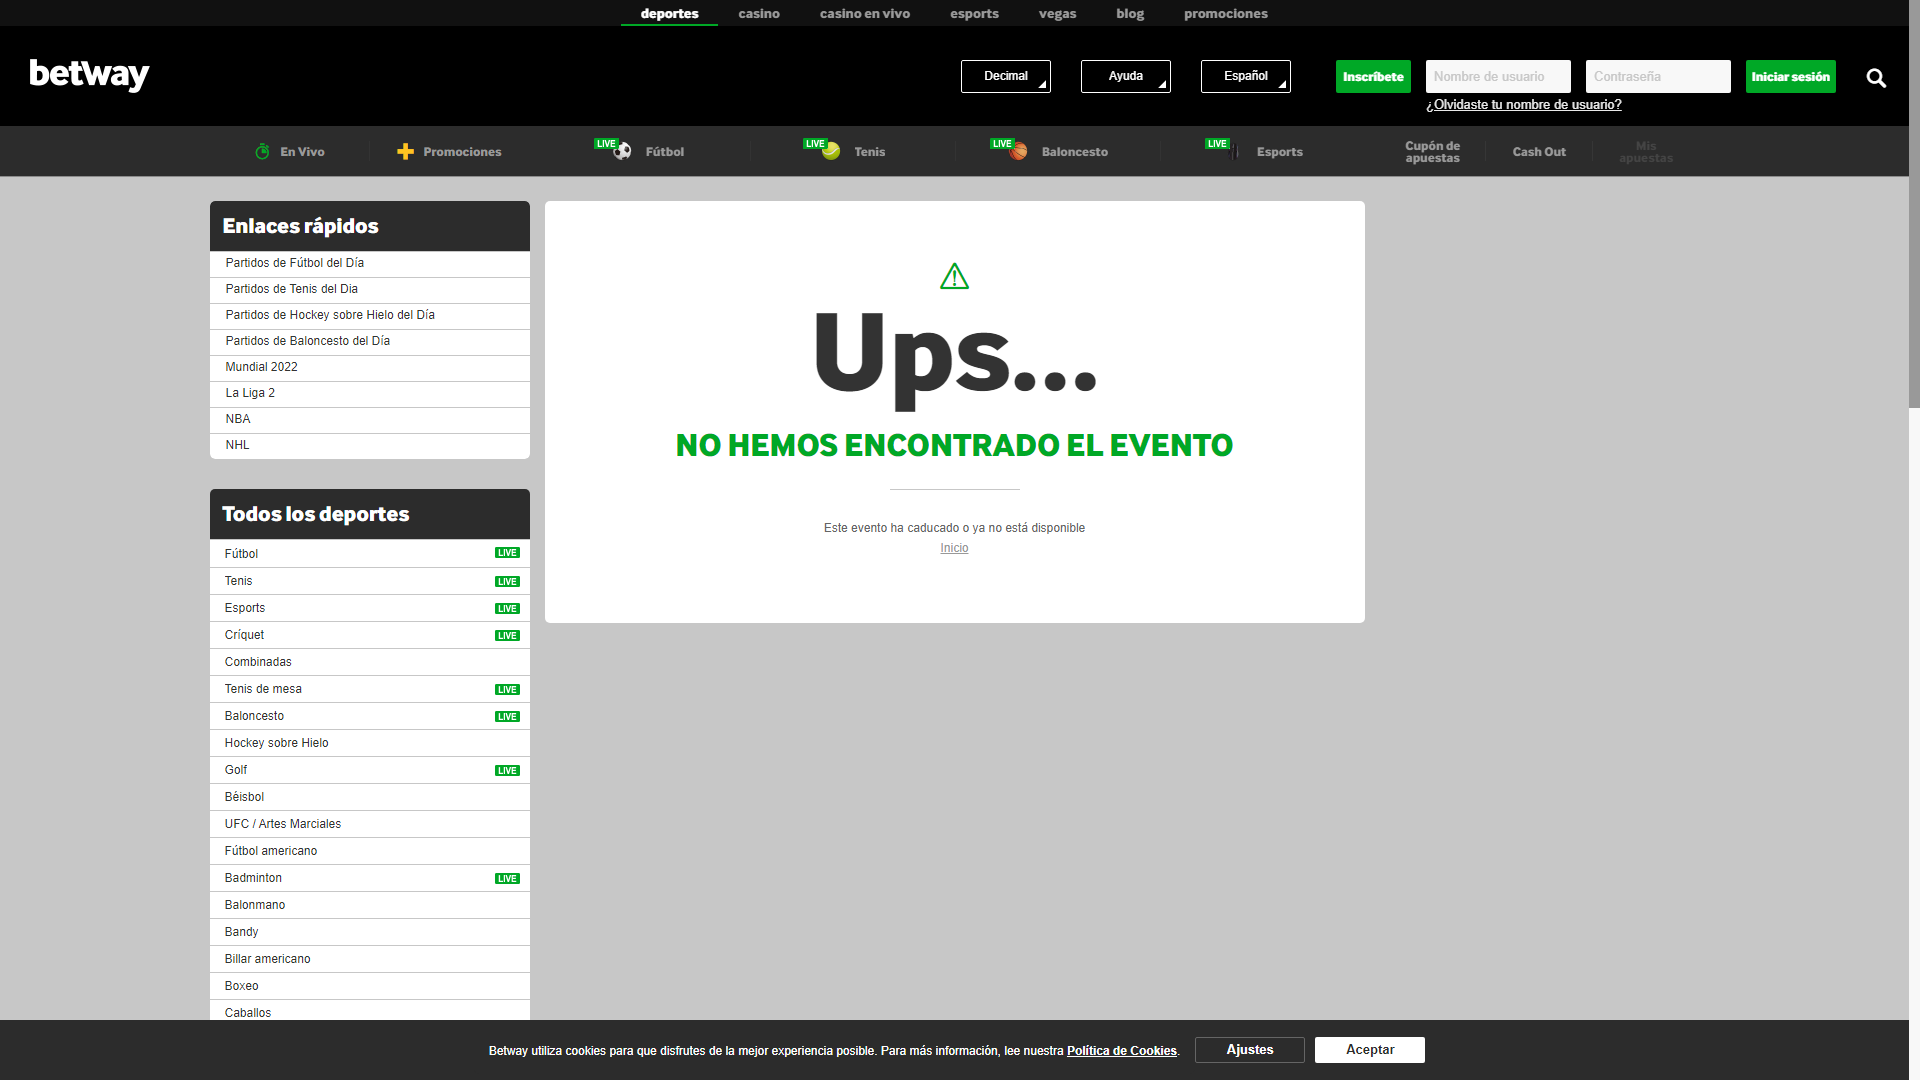 deportes casino casino en vivo esports vegas blog promociones
betway
Decimal Ayuda Español Inscríbete Nombre de usuario Contraseña Iniciar sesión
¿Olvidaste tu nombre de usuario?
En Vivo Promociones LIVE Fútbol LIVE Tenis LIVE Baloncesto LIVE Esports Cupón de apuestas Cash Out Mis apuestas
Enlaces rápidos
Partidos de Fútbol del Día
Partidos de Tenis del Dia
Partidos de Hockey sobre Hielo del Día
Partidos de Baloncesto del Día
Mundial 2022
La Liga 2
NBA
NHL
Todos los deportes
Fútbol LIVE
Tenis LIVE
Esports LIVE
Críquet LIVE
Combinadas
Tenis de mesa LIVE
Baloncesto LIVE
Hockey sobre Hielo
Golf LIVE
Béisbol
UFC / Artes Marciales
Fútbol americano
Badminton LIVE
Balonmano
Bandy
Billar americano
Boxeo
Caballos
Ups...
NO HEMOS ENCONTRADO EL EVENTO
Este evento ha caducado o ya no está disponible
Inicio
Betway utiliza cookies para que disfrutes de la mejor experiencia posible. Para más información, lee nuestra Política de Cookies. Ajustes Aceptar